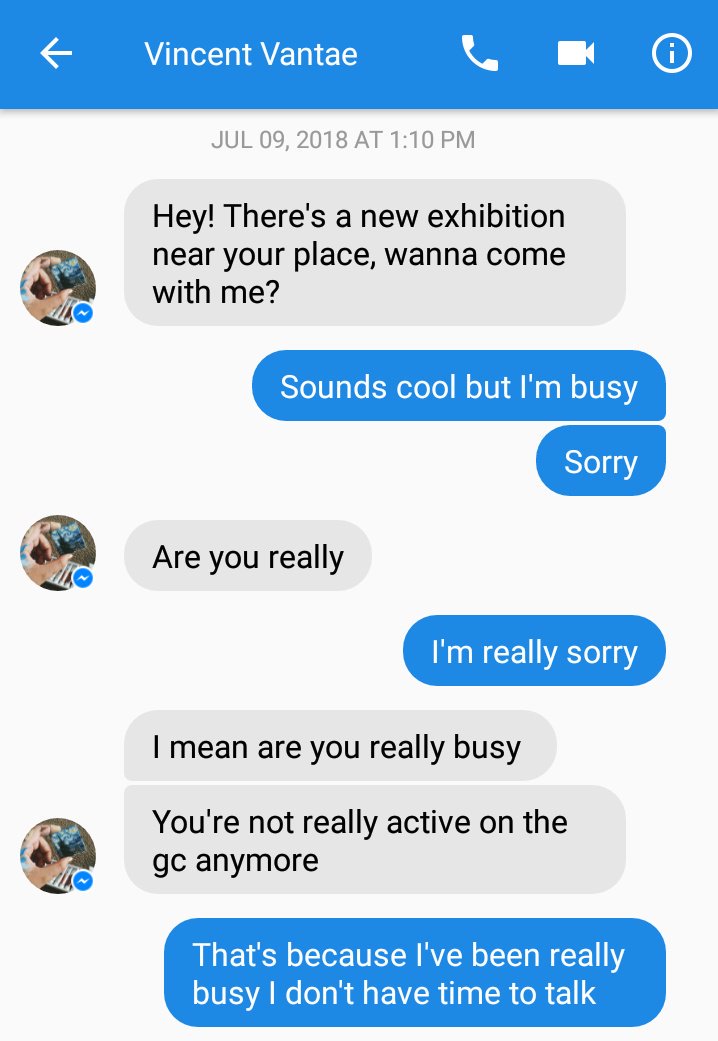 Vincent Vantae
JUL 09, 2018 AT 1:10 PM
Hey! There's a new exhibition
near your place, wanna come
with me?
Sounds cool but I'm busy
Sorry
Are you really
I'm really sorry
I mean are you really busy
You're not really active on the
gc anymore
That's because I've been really
busy I don't have time to talk